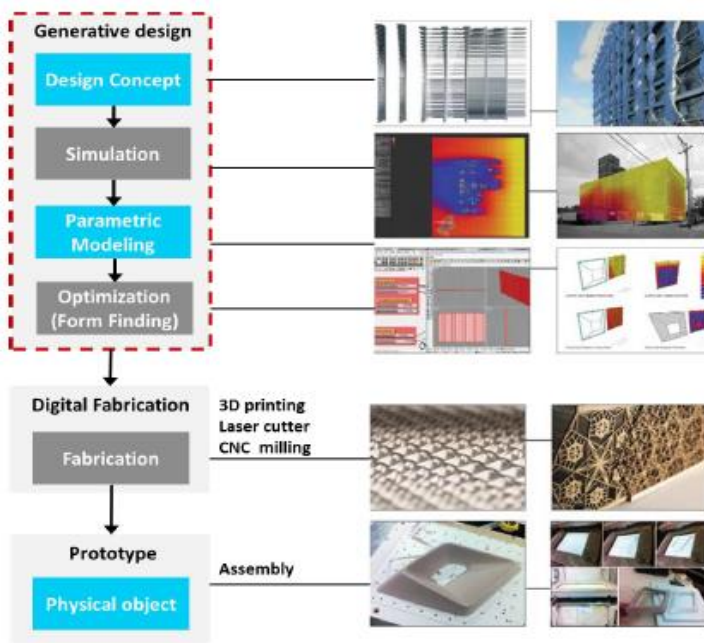 Generative design
Design Concept
Simulation
Parametric
Modeling
Optimization
(Form Finding)
Digital Fabrication
Fabrication
3D printing
Laser cutter
CNC milling
Prototype
Physical object
Assembly